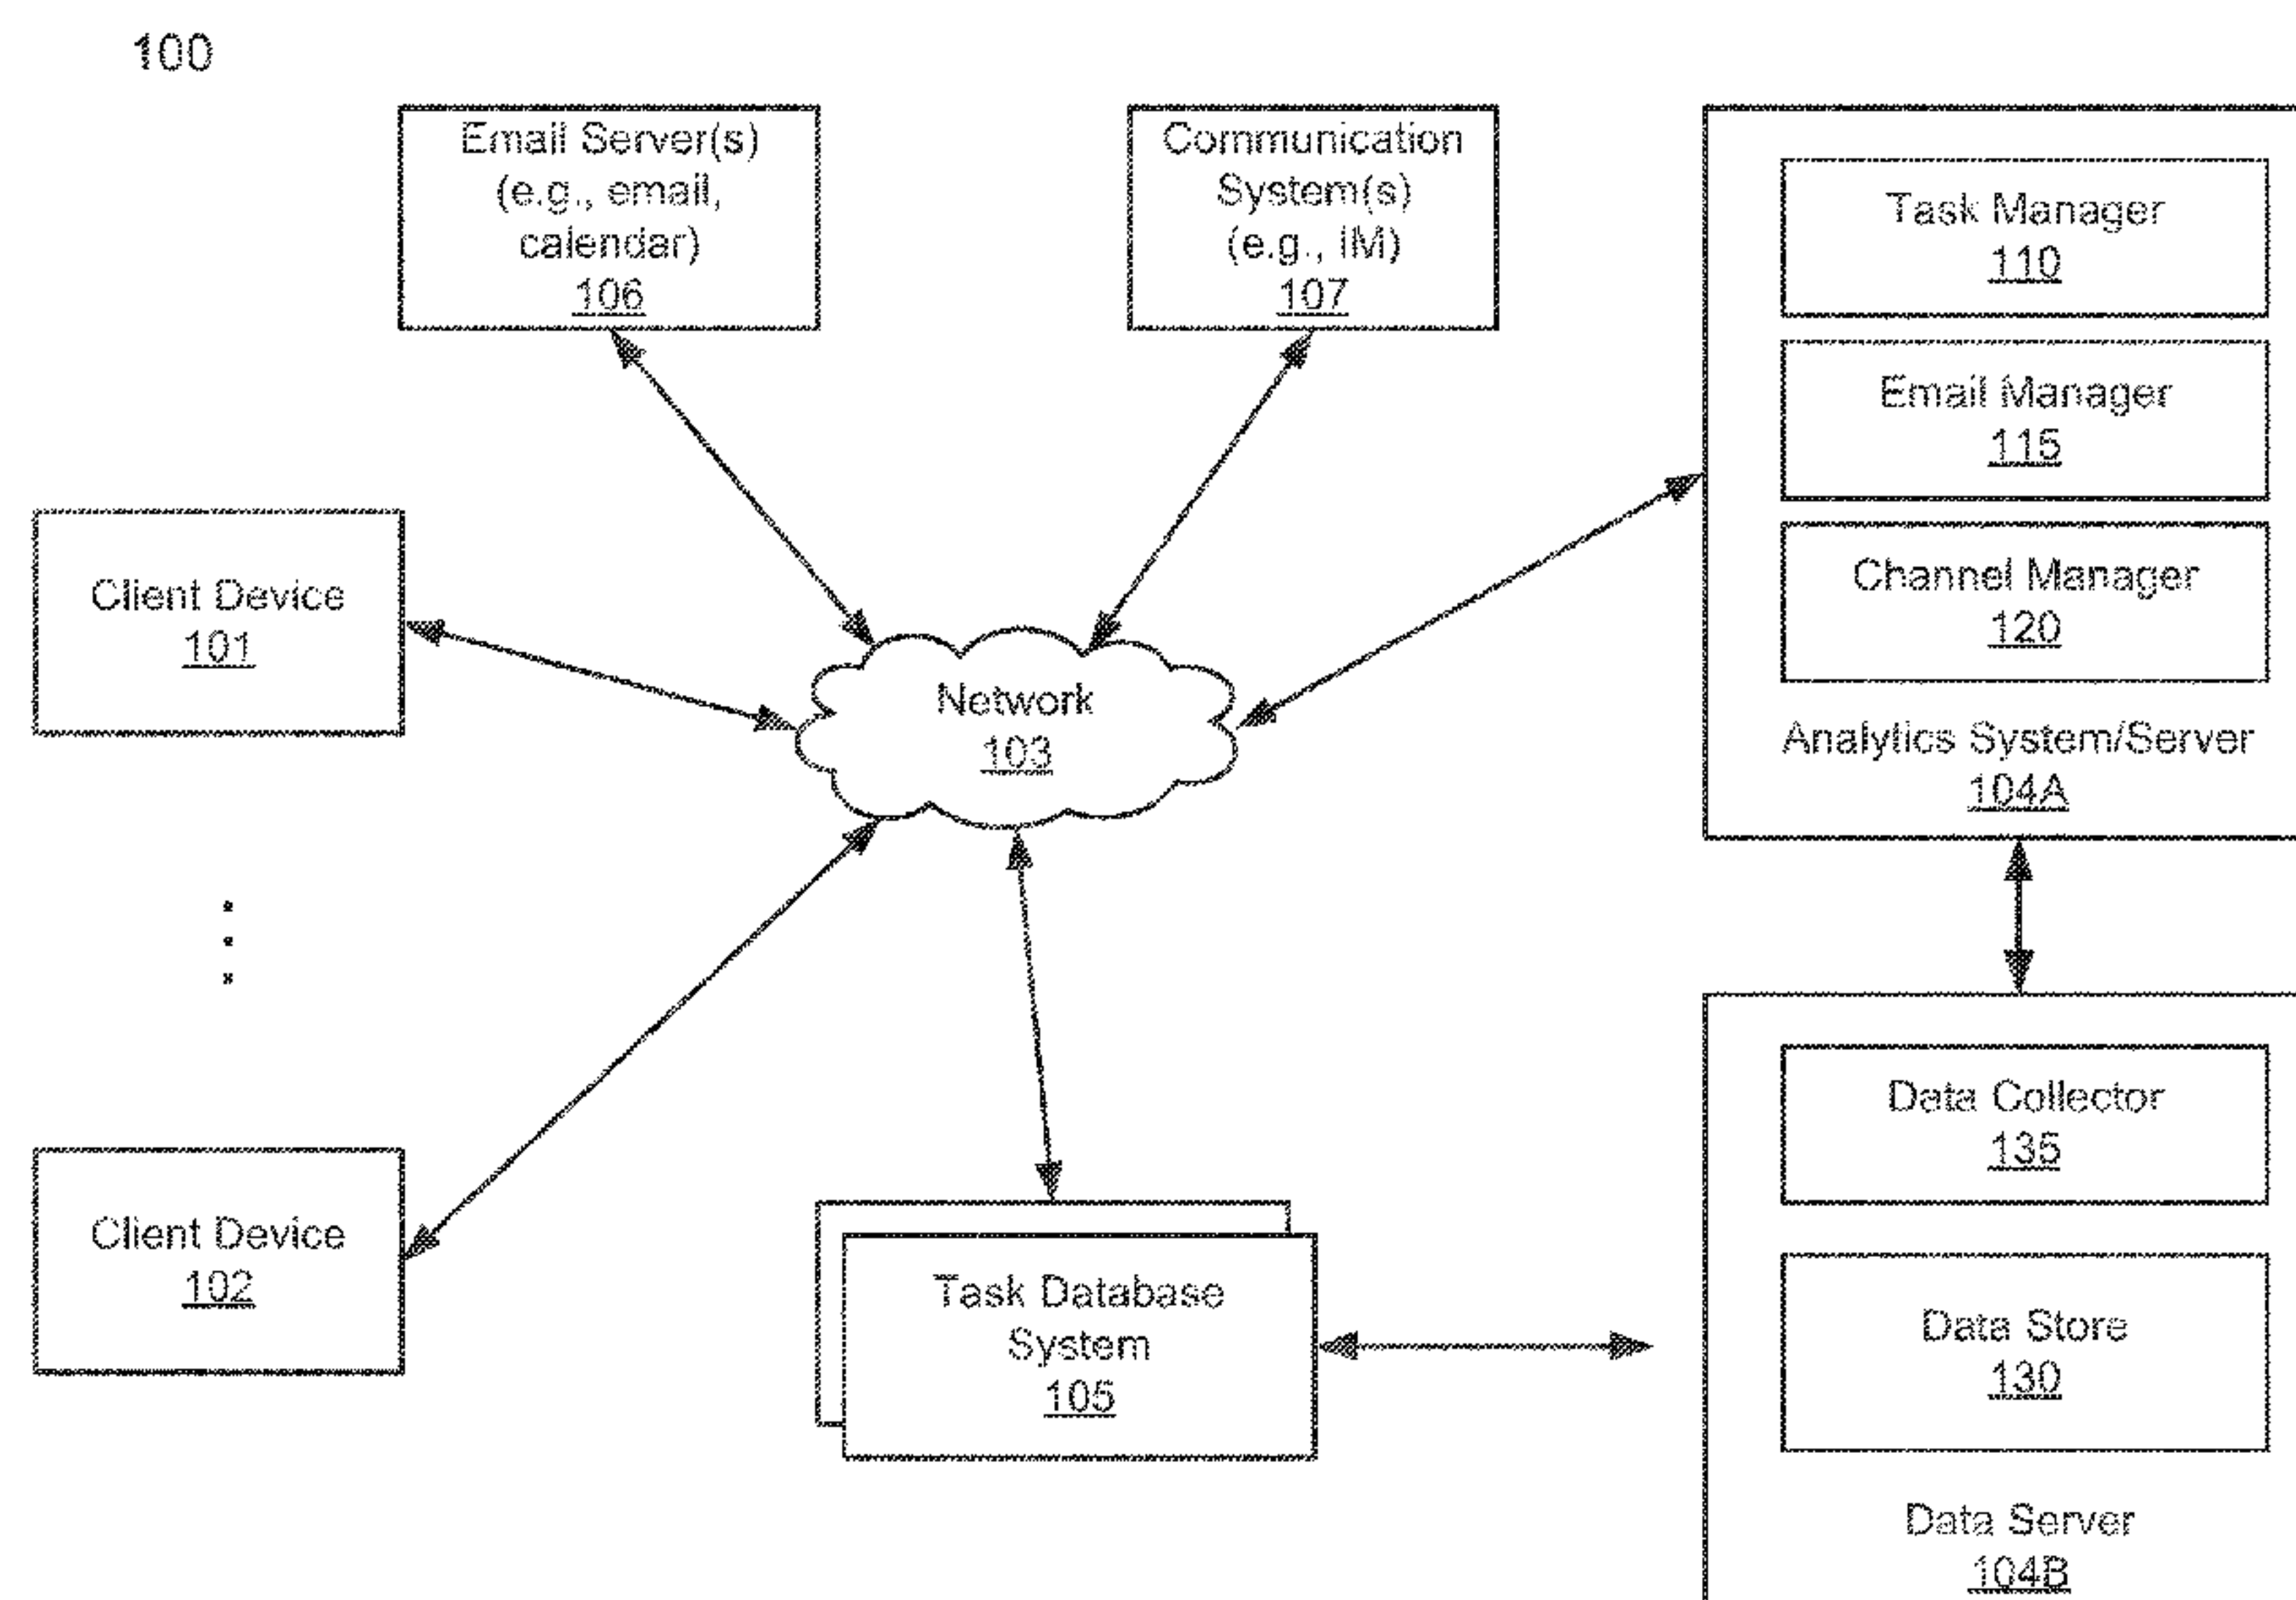 100
Email Server(s)
(e.g., email,
calendar)
106
Communication
System(s)
(e.g., IM)
107
Task Manager
110
Email Manager
115
Channel Manager
120
Analytics System/Server
104A
Client Device
101
Network
103
Client Device
102
Task Database
System
105
Data Collector
135
Data Store
130
Data Server
104B